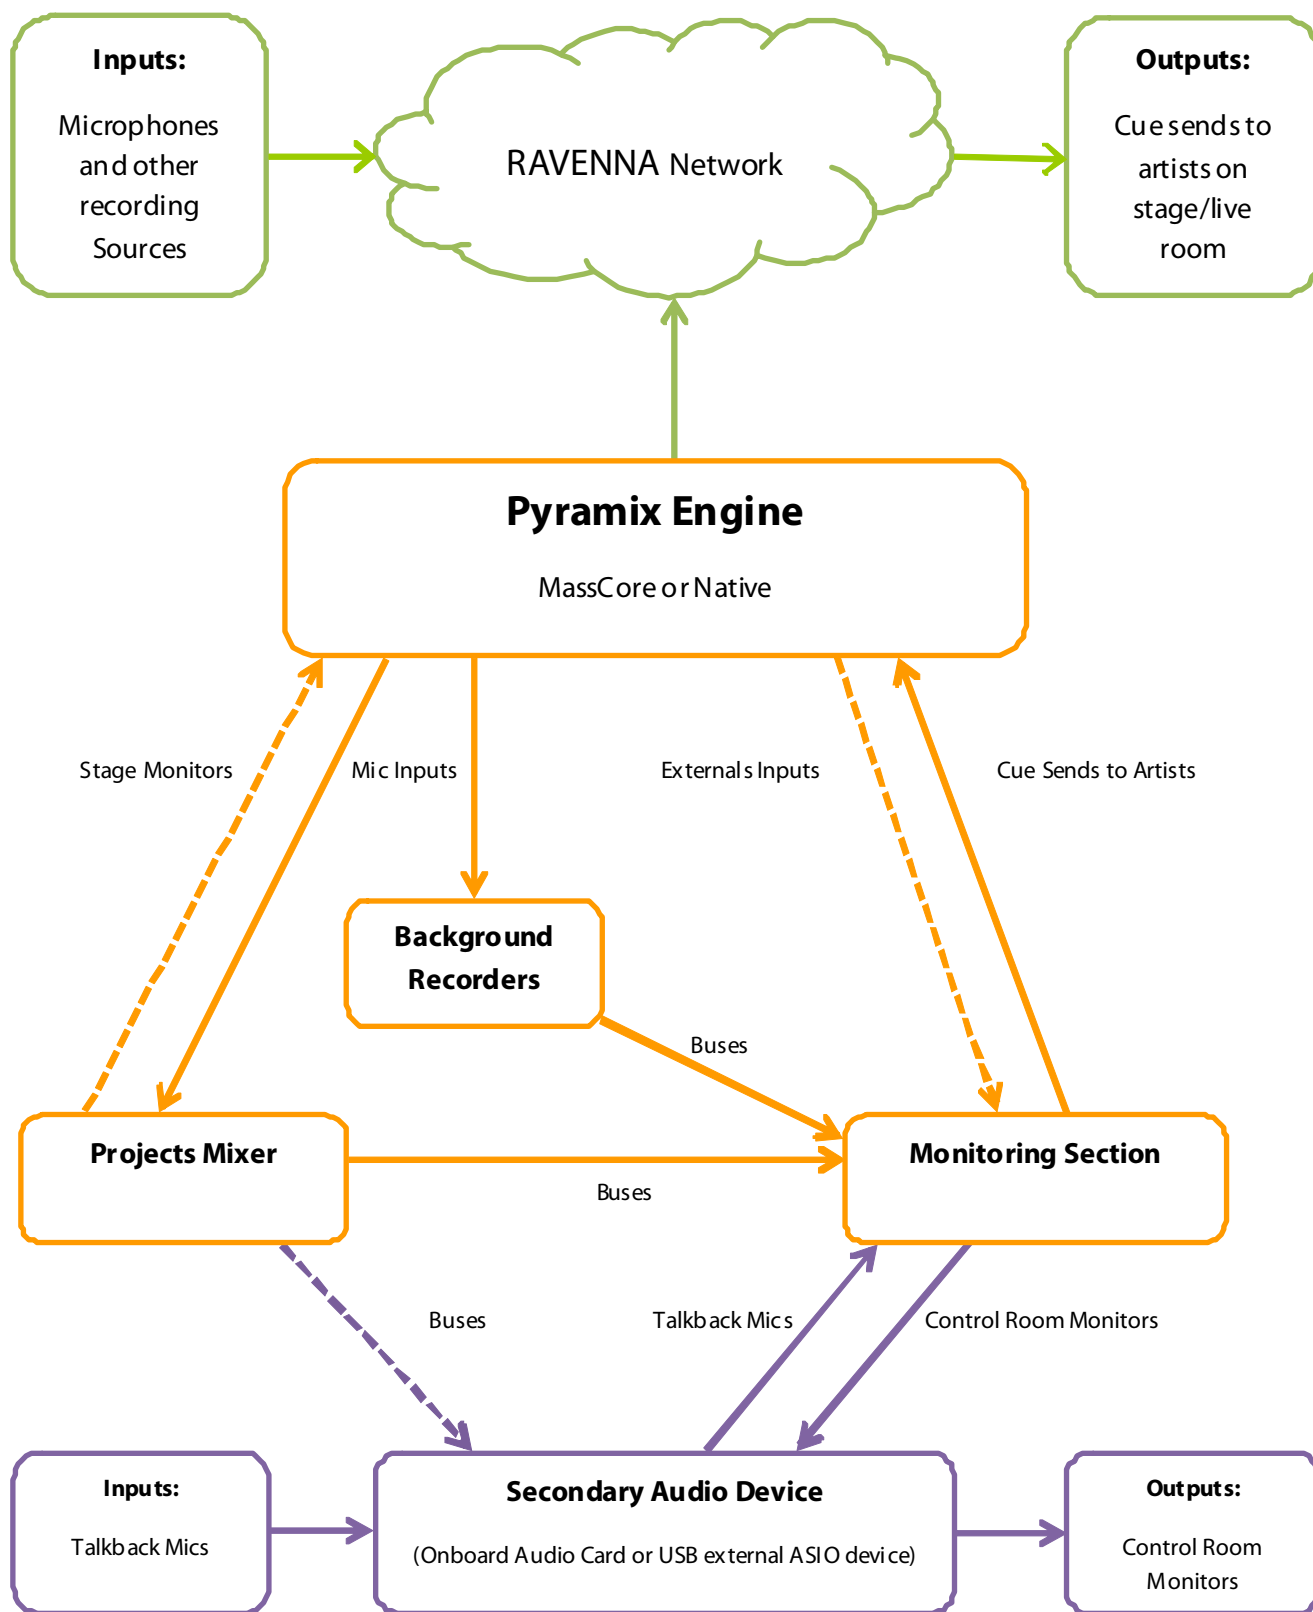 Inputs:
Microphones
and other
recording
Sources
RAVENNA Network
Outputs:
Cue sends to
artists on
stage/live
room
Pyramix Engine
MassCore or Native
Stage Monitors
Mic Inputs
Externals Inputs
Cue Sends to Artists
Background
Recorders
Buses
Projects Mixer
Monitoring Section
Buses
Buses
Talkback Mics
Control Room Monitors
Inputs:
Talkback Mics
Secondary Audio Device
(Onboard Audio Card or USB external ASIO device)
Outputs:
Control Room
Monitors